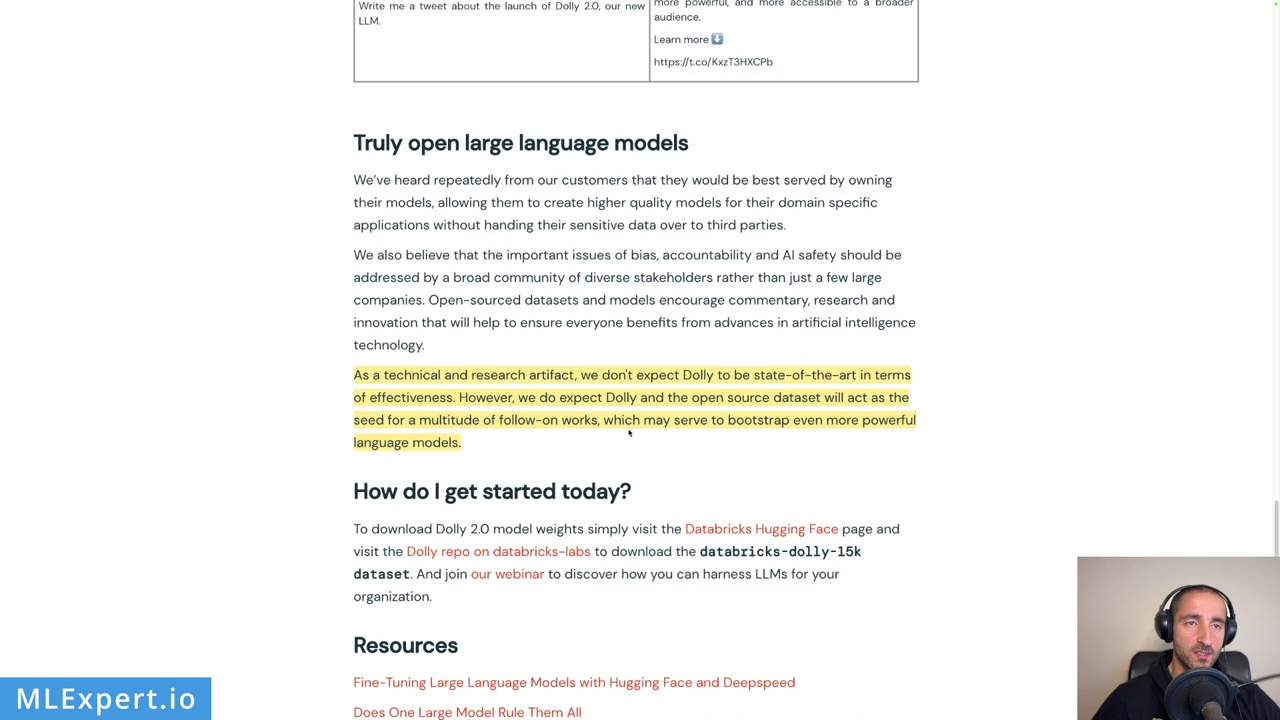 Write me a tweet about the launch of Dolly 2.0, our new
LLM.
more powerful, and more accessible to a broader
audience.
Learn more ⬇️
https://t.co/KxzT3HXCPb
Truly open large language models
We've heard repeatedly from our customers that they would be best served by owning
their models, allowing them to create higher quality models for their domain specific
applications without handing their sensitive data over to third parties.
We also believe that the important issues of bias, accountability and AI safety should be
addressed by a broad community of diverse stakeholders rather than just a few large
companies. Open-sourced datasets and models encourage commentary, research and
innovation that will help to ensure everyone benefits from advances in artificial intelligence
technology.
As a technical and research artifact, we don't expect Dolly to be state-of-the-art in terms
of effectiveness. However, we do expect Dolly and the open source dataset will act as the
seed for a multitude of follow-on works, which may serve to bootstrap even more powerful
language models.
How do I get started today?
To download Dolly 2.0 model weights simply visit the Databricks Hugging Face page and
visit the Dolly repo on databricks-labs to download the databricks-dolly-15k
dataset. And join our webinar to discover how you can harness LLMs for your
organization.
Resources
Fine-Tuning Large Language Models with Hugging Face and Deepspeed
Does One Large Model Rule Them All
MLExpert.io